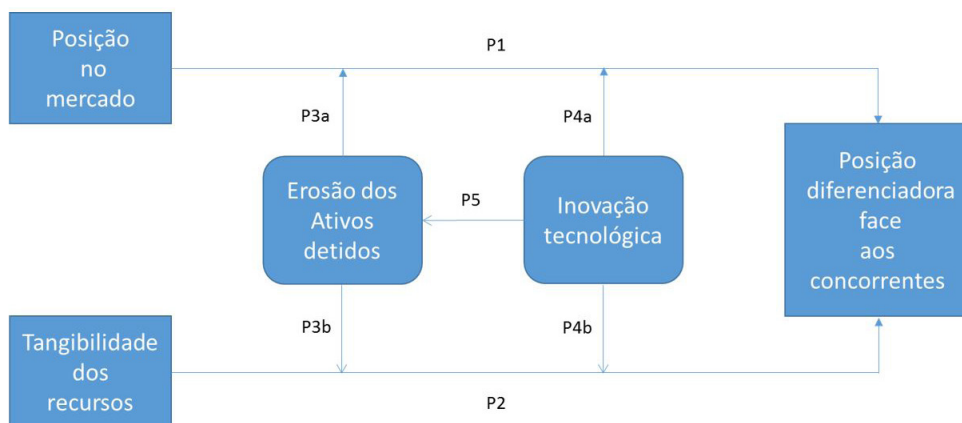 Posição
no
mercado
P1
P3a
P4a
Erosão dos
Ativos
detidos
P5
Inovação
tecnológica
Posição
diferenciadora
face
aos
concorrentes
P3b
P4b
Tangibilidade
dos
recursos
P2